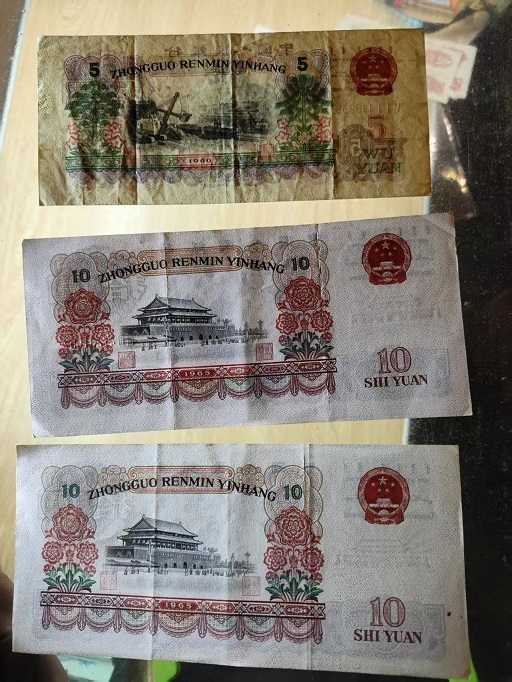 5 ZHONGGUO RENMIN YINHANG 5
5
WU
YUAN
1960
10 ZHONGGUO RENMIN YINHANG 10
1965
10
SHI YUAN
10 ZHONGGUO RENMIN YINHANG 10
1965
10
SHI YUAN